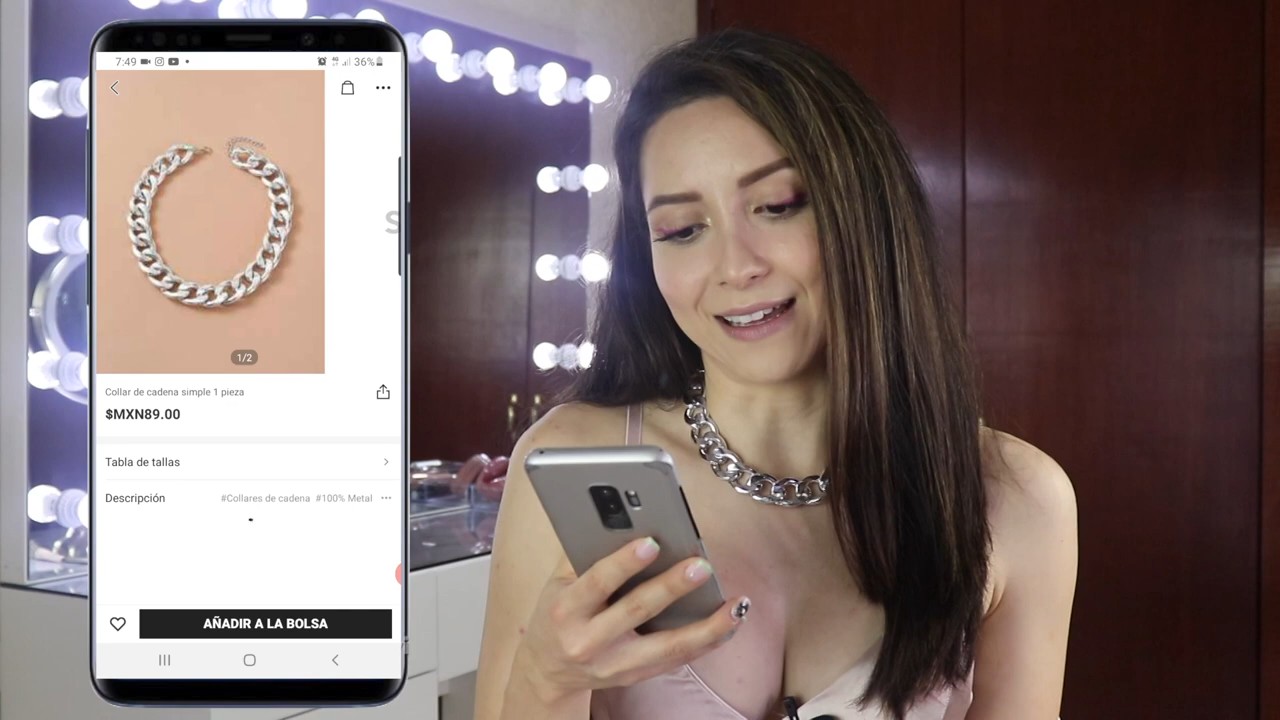 7:49
36%
S
1/2
Collar de cadena simple 1 pieza
$MXN89.00
Tabla de tallas
Descripción #Collares de cadena #100% Metal
AÑADIR A LA BOLSA